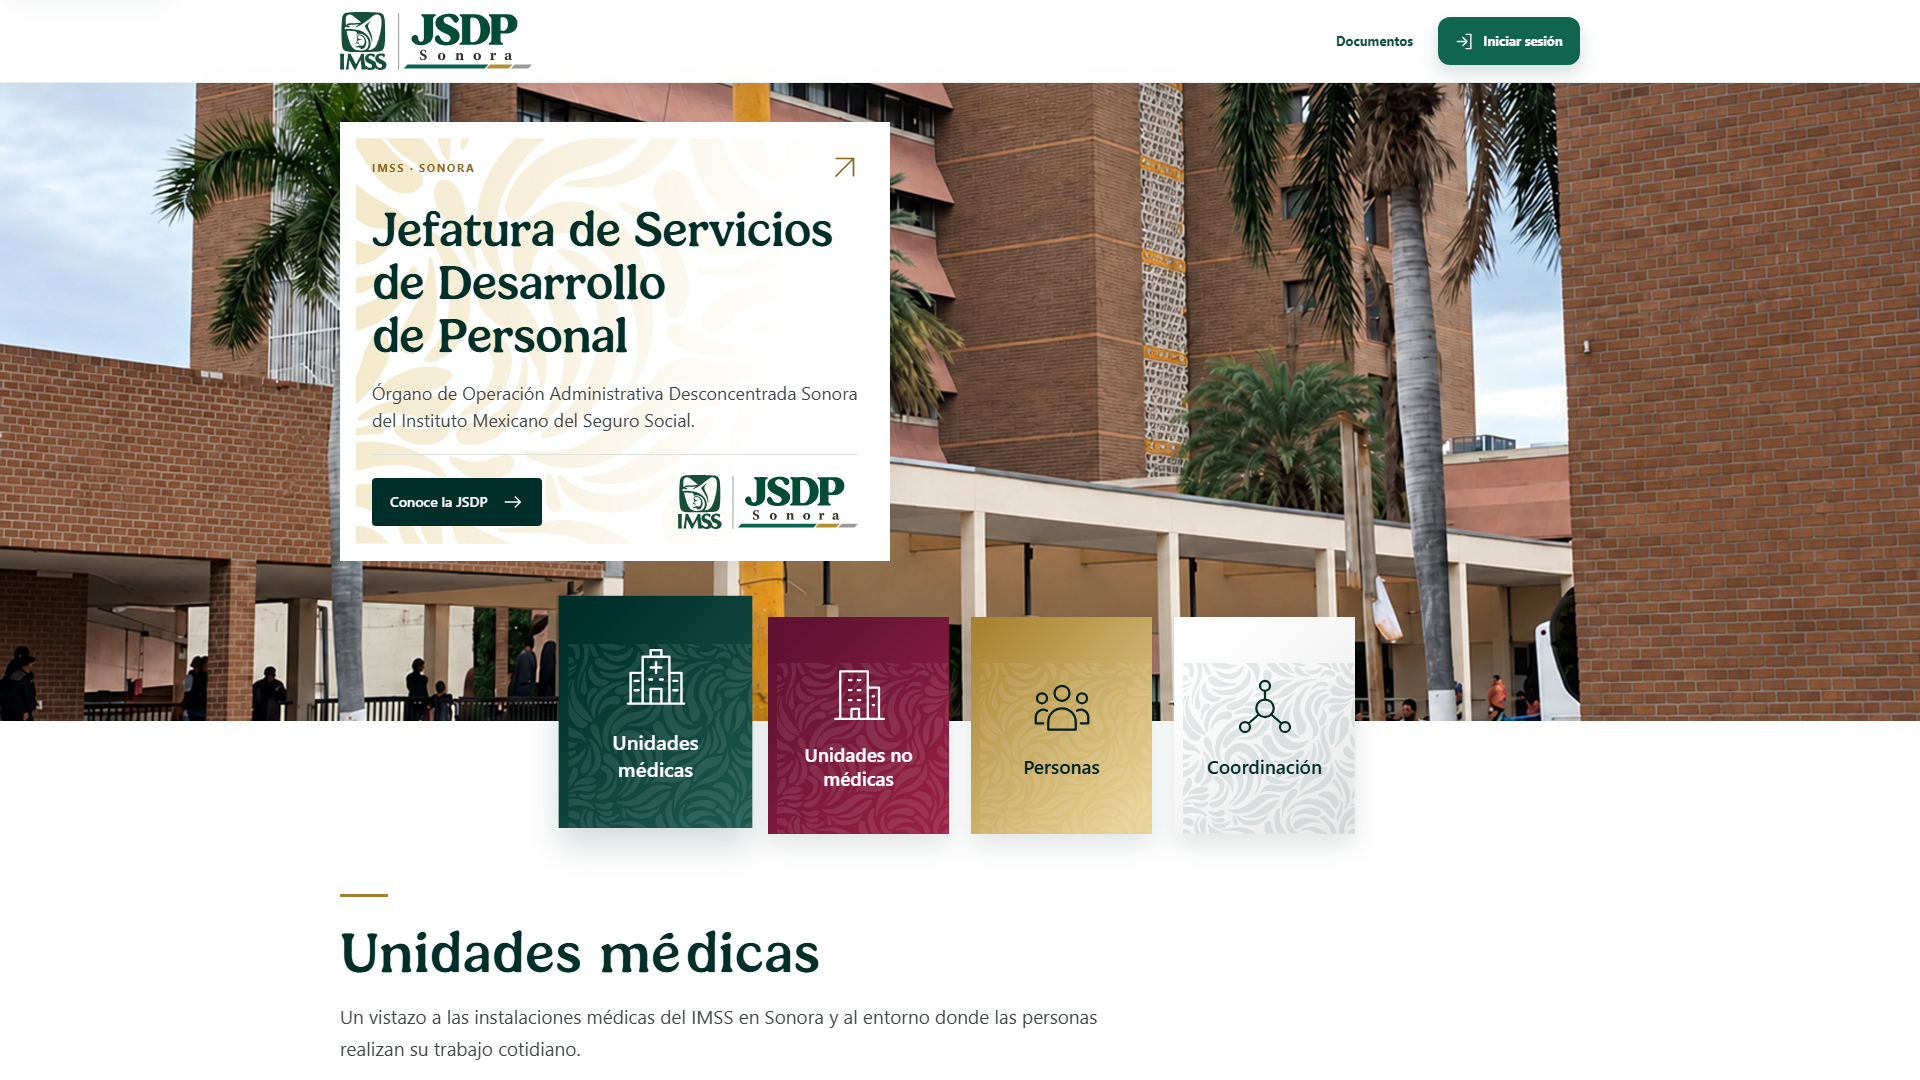 IMSS
JSDP
Sonora
Documentos
Iniciar sesión
IMSS · SONORA
Jefatura de Servicios
de Desarrollo
de Personal
Órgano de Operación Administrativa Desconcentrada Sonora
del Instituto Mexicano del Seguro Social.
Conoce la JSDP
IMSS
JSDP
Sonora
Unidades
médicas
Unidades no
médicas
Personas
Coordinación
Unidades médicas
Un vistazo a las instalaciones médicas del IMSS en Sonora y al entorno donde las personas
realizan su trabajo cotidiano.